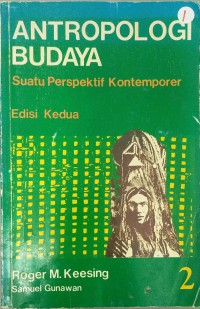 1
ANTROPOLOGI
BUDAYA
Suatu Perspektif Kontemporer
Edisi Kedua
Roger M. Keesing
Samuel Gunawan
2